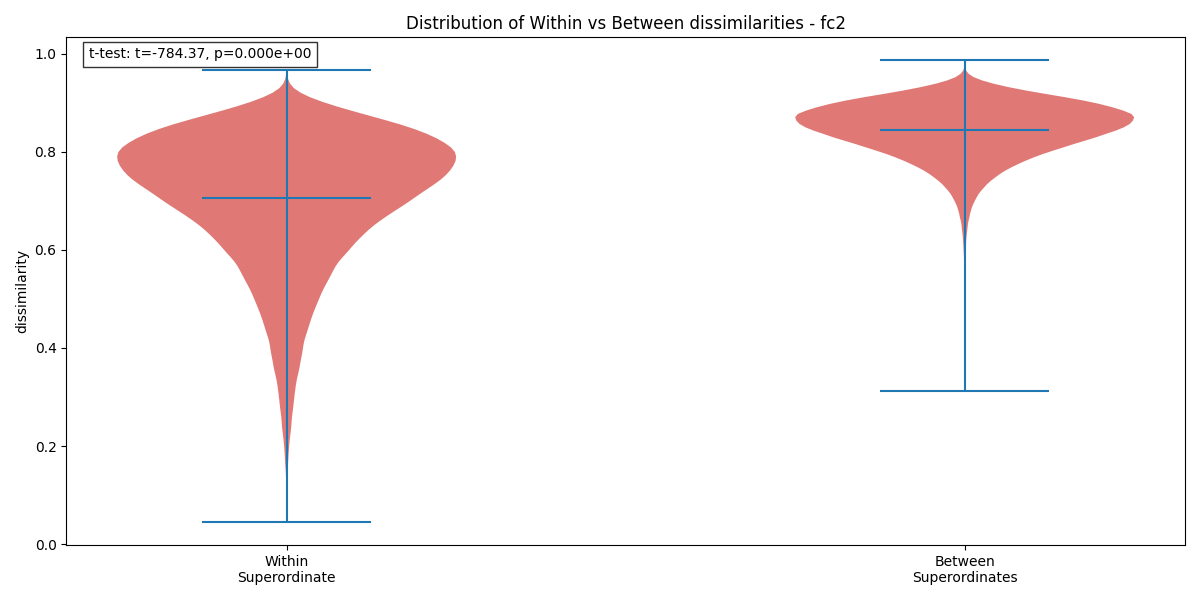 Distribution of Within vs Between dissimilarities - fc2
t-test: t=-784.37, p=0.000e+00
dissimilarity
1.0
0.8
0.6
0.4
0.2
0.0
Within
Superordinate
Between
Superordinates